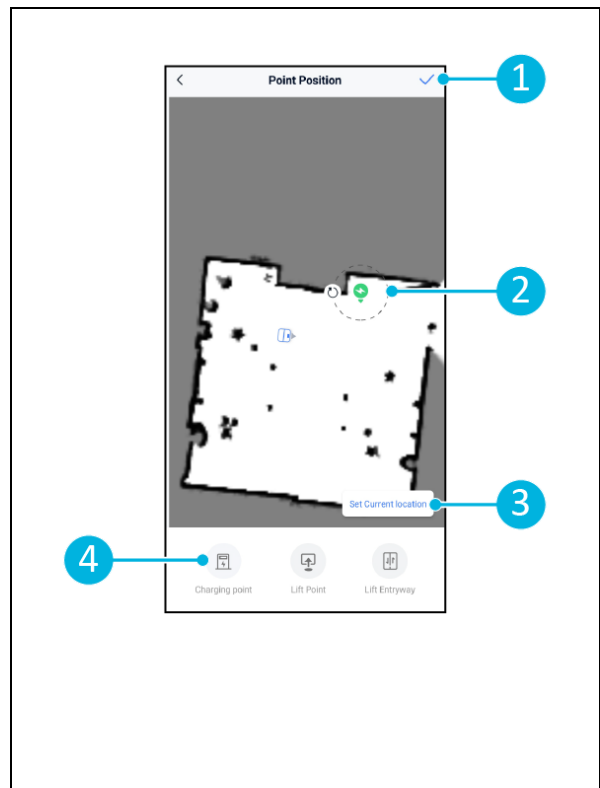 Point Position
1
2
Set Current location
3
4
Charging point Lift Point Lift Entryway